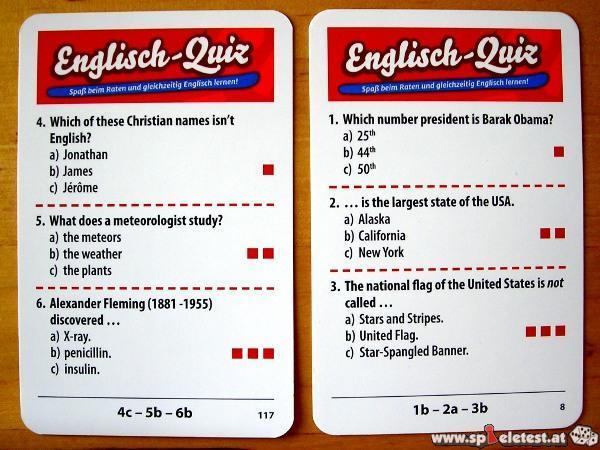 Englisch-Quiz
Spaß beim Raten und gleichzeitig Englisch lernen!
4. Which of these Christian names isn't
English?
a) Jonathan
b) James
c) Jérôme
5. What does a meteorologist study?
a) the meteors
b) the weather
c) the plants
6. Alexander Fleming (1881 -1955)
discovered …
a) X-ray.
b) penicillin.
c) insulin.
4c – 5b – 6b
117
Englisch-Quiz
Spaß beim Raten und gleichzeitig Englisch lernen!
1. Which number president is Barak Obama?
a) 25th
b) 44th
c) 50th
2. … is the largest state of the USA.
a) Alaska
b) California
c) New York
3. The national flag of the United States is not
called …
a) Stars and Stripes.
b) United Flag.
c) Star-Spangled Banner.
1b – 2a – 3b
8
www.spieletest.at